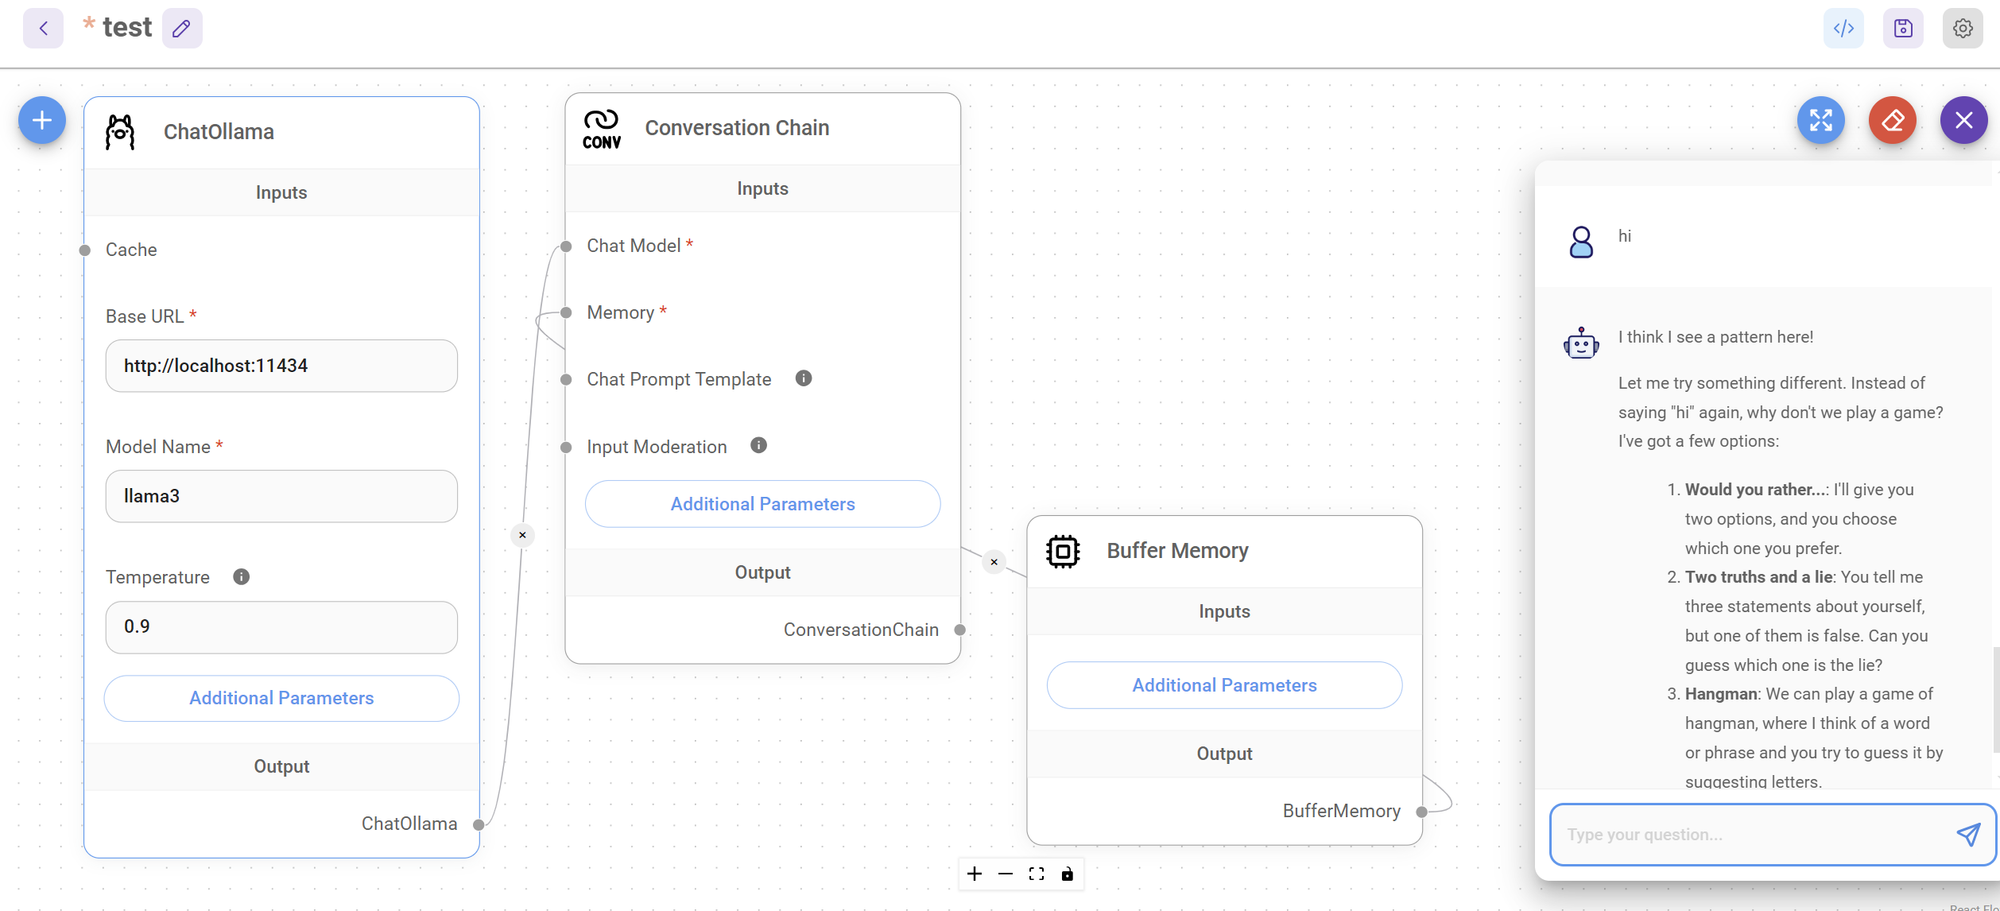 * test
</>
ChatOllama
Inputs
Cache
Base URL *
http://localhost:11434
Model Name *
llama3
Temperature
0.9
Additional Parameters
Output
ChatOllama
CONV
Conversation Chain
Inputs
Chat Model *
Memory *
Chat Prompt Template
Input Moderation
Additional Parameters
Output
ConversationChain
Buffer Memory
Inputs
Additional Parameters
Output
BufferMemory
hi
I think I see a pattern here!
Let me try something different. Instead of
saying "hi" again, why don't we play a game?
I've got a few options:
1. Would you rather...: I'll give you
two options, and you choose
which one you prefer.
2. Two truths and a lie: You tell me
three statements about yourself,
but one of them is false. Can you
guess which one is the lie?
3. Hangman: We can play a game of
hangman, where I think of a word
or phrase and you try to guess it by
suggesting letters.
Type your question...
React Flo